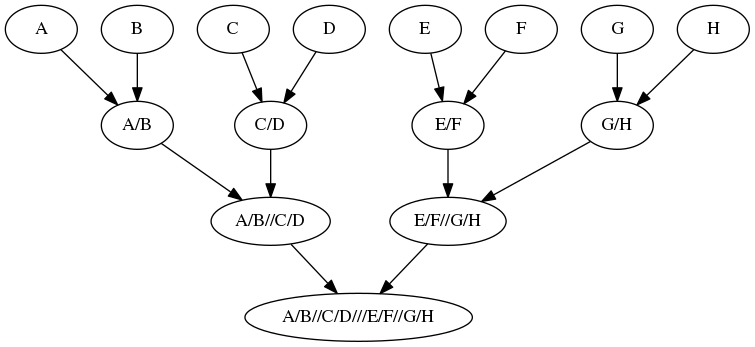 A
B
C
D
E
F
G
H
A/B
C/D
E/F
G/H
A/B//C/D
E/F//G/H
A/B//C/D///E/F//G/H